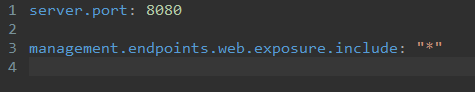 1 server.port: 8080
2
3 management.endpoints.web.exposure.include: "*"
4